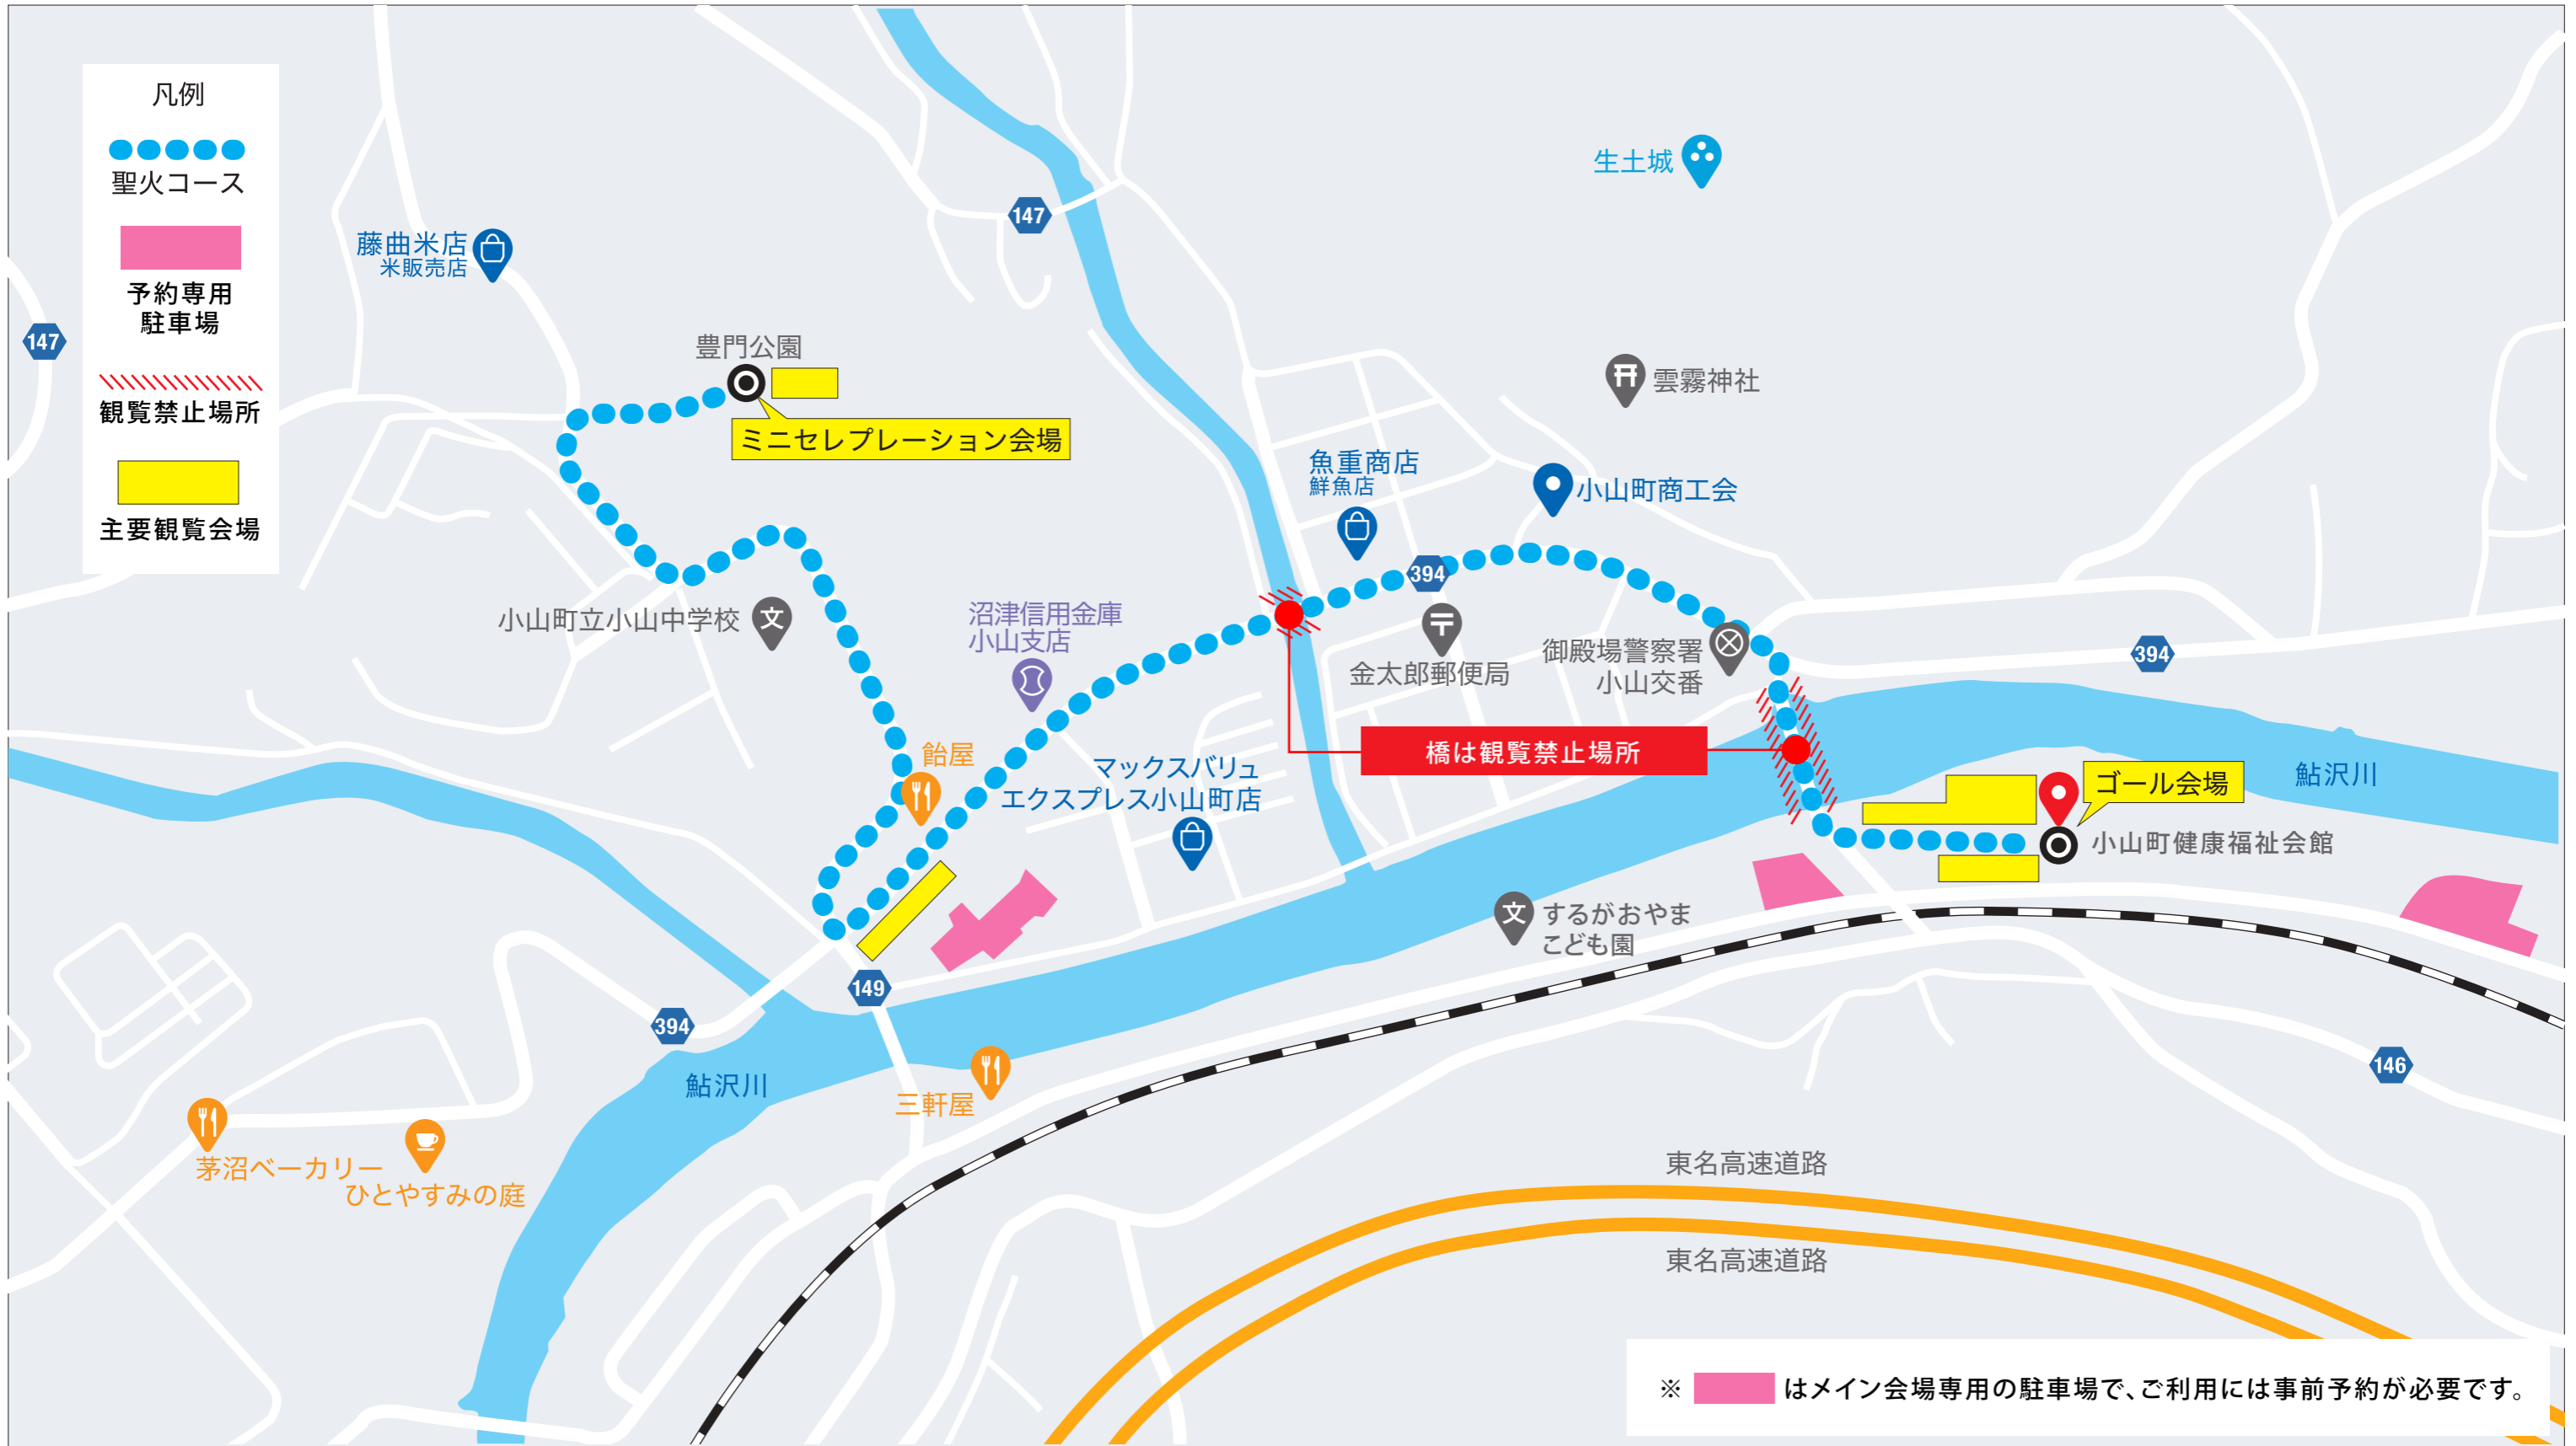 凡例
聖火コース
予約専用
駐車場
観覧禁止場所
主要観覧会場
147
147
生土城
藤曲米店
米販売店
豊門公園
ミニセレブレーション会場
雲霧神社
魚重商店
鮮魚店
小山町商工会
394
小山町立小山中学校
文
沼津信用金庫
小山支店
金太郎郵便局
御殿場警察署
小山交番
394
飴屋
マックスバリュ
エクスプレス小山町店
橋は観覧禁止場所
ゴール会場
鮎沢川
小山町健康福祉会館
文
するがおやま
こども園
149
394
鮎沢川
三軒屋
146
茅沼ベーカリー
ひとやすみの庭
東名高速道路
東名高速道路
※ はメイン会場専用の駐車場で、ご利用には事前予約が必要です。